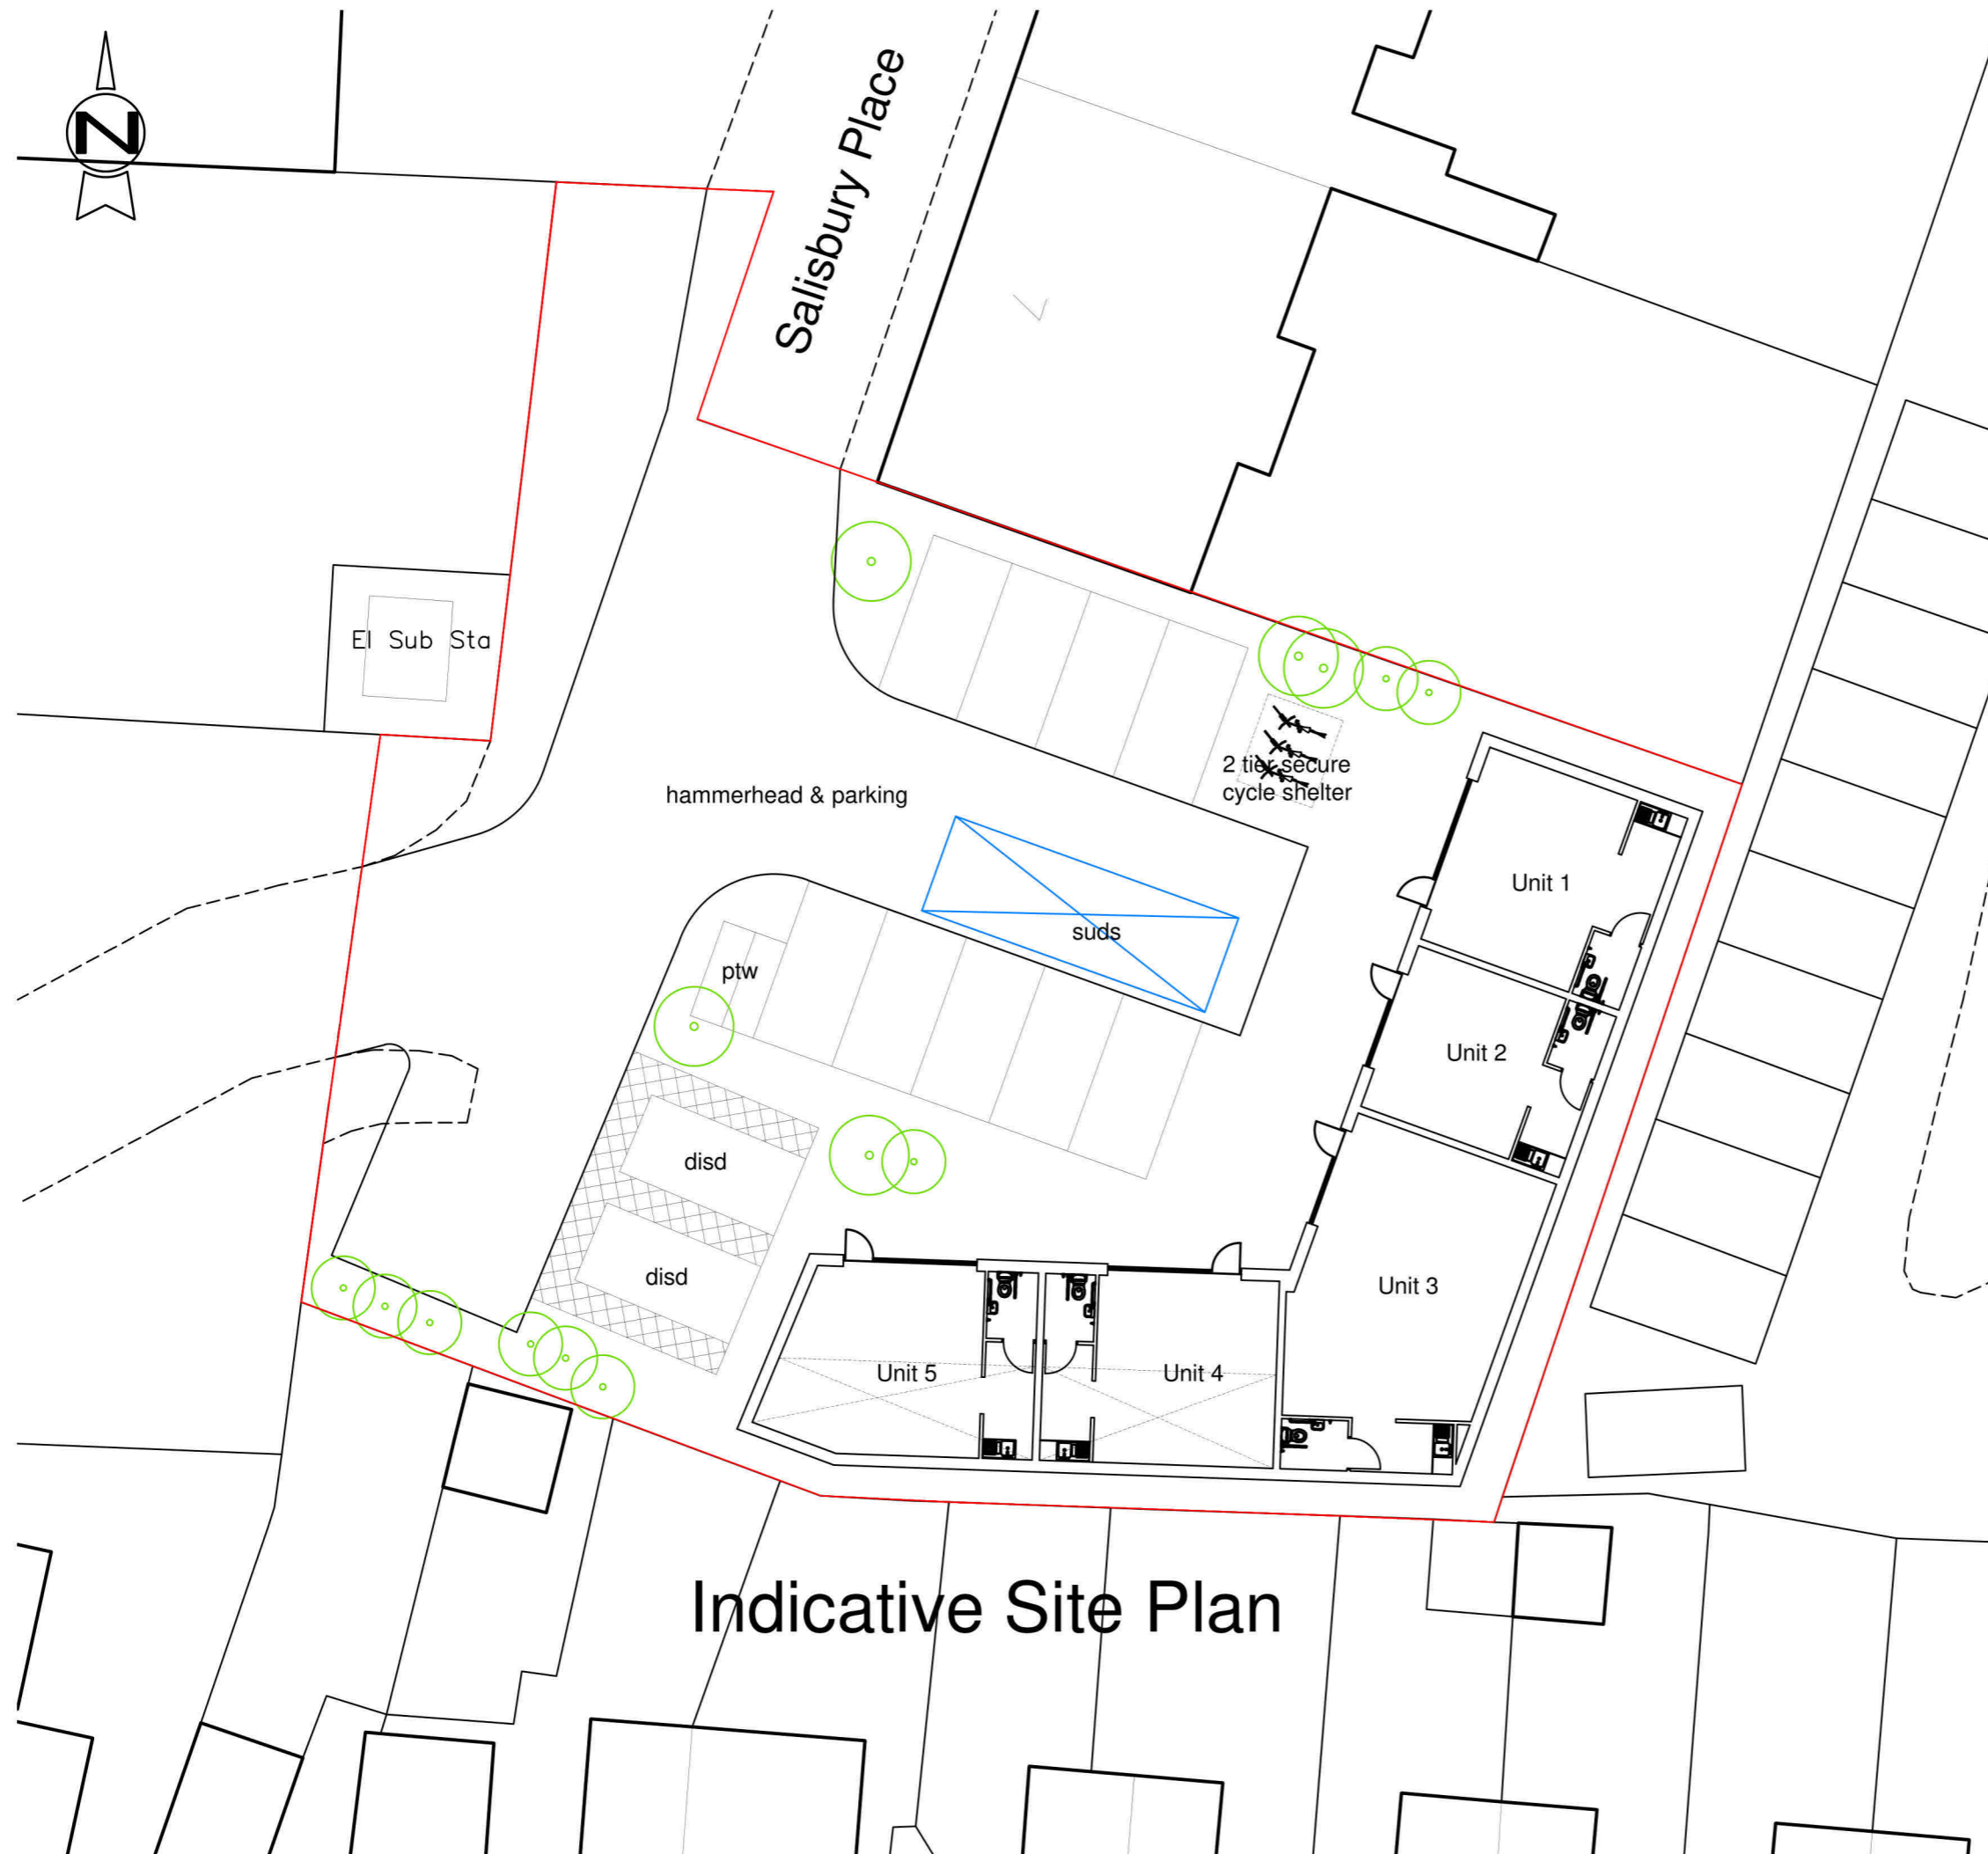 N
Salisbury Place
El Sub Sta
2 tier secure
cycle shelter
hammerhead & parking
Unit 1
suds
ptw
Unit 2
disd
disd
Unit 3
Unit 5
Unit 4
Indicative Site Plan